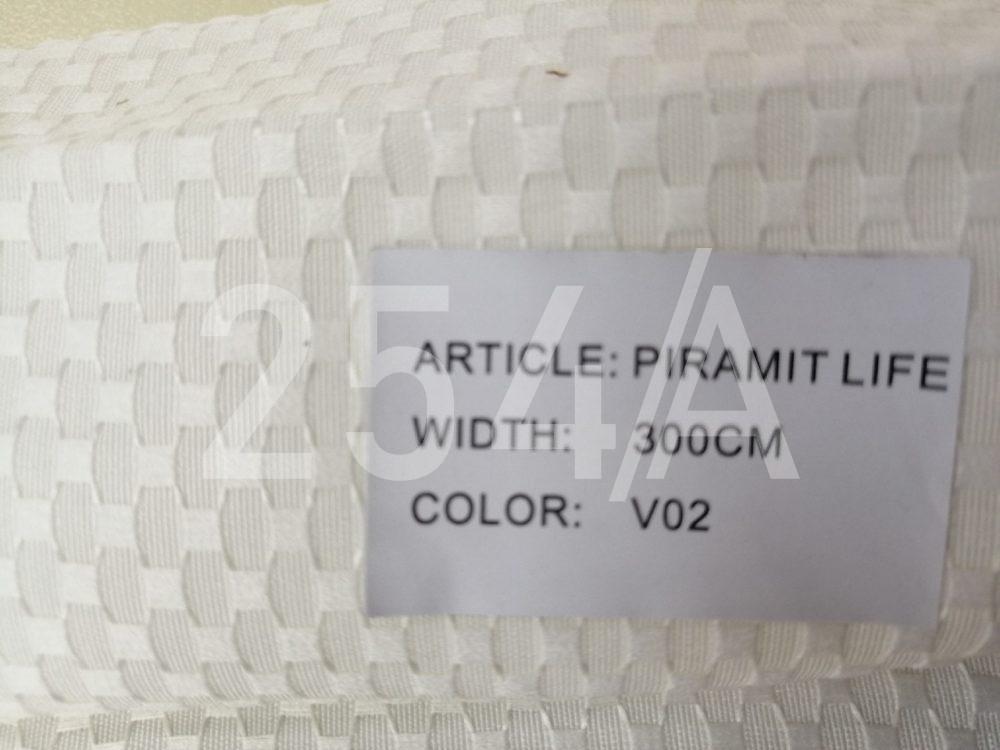 254/A
ARTICLE: PIRAMIT LIFE
WIDTH: 300CM
COLOR: V02